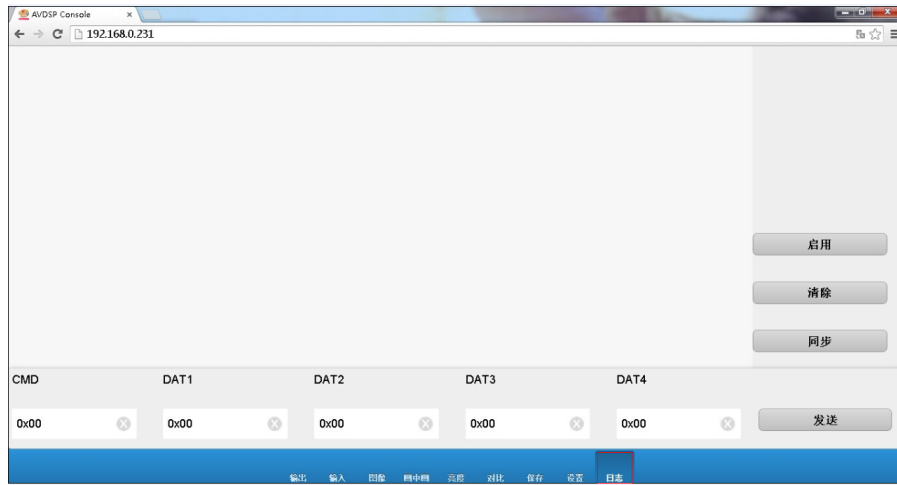 AVDSP Console
192.168.0.231
启用
清除
同步
CMD DAT1 DAT2 DAT3 DAT4
0x00 0x00 0x00 0x00 0x00 发送
输出 输入 图像 画中画 亮度 对比 保存 设置 日志